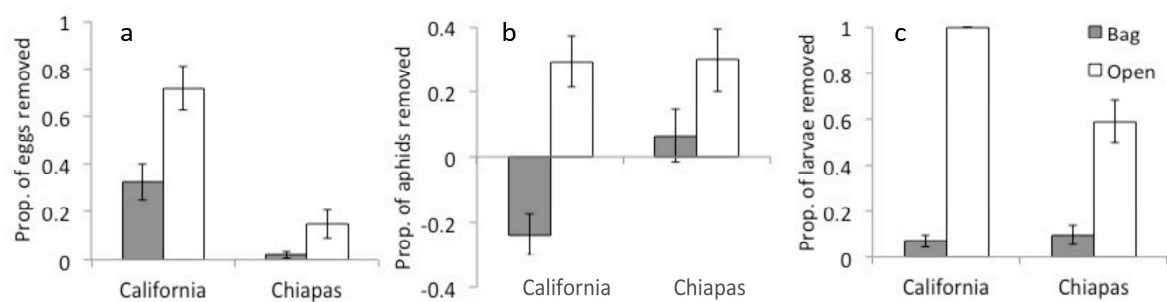 a
Prop. of eggs removed
1
0.8
0.6
0.4
0.2
0
California Chiapas
b
Prop. of aphids removed
0.4
0.2
0
-0.2
-0.4
California Chiapas
c
Prop. of larvae removed
1
0.8
0.6
0.4
0.2
0
California Chiapas
Bag
Open